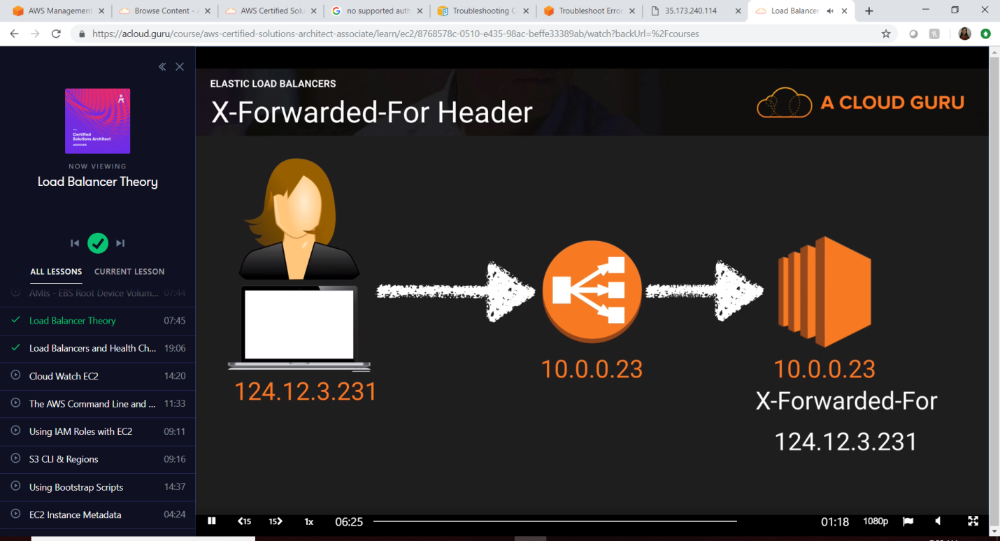 AWS Management
Browse Content -
AWS Certified Solu
no supported auth
Troubleshooting
Troubleshoot Error
35.173.240.114
Load Balancer
https://acloud.guru/course/aws-certified-solutions-architect-associate/learn/ec2/8768578c-0510-e435-98ac-beffe33389ab/watch?backUrl=%2Fcourses
Certified
Solutions Architect
ASSOCIATE
NOW VIEWING
Load Balancer Theory
ALL LESSONS CURRENT LESSON
AMIs - EBS Root Device Volum... 07:44
Load Balancer Theory 07:45
Load Balancers and Health Ch... 19:06
Cloud Watch EC2 14:20
The AWS Command Line and ... 11:33
Using IAM Roles with EC2 09:11
S3 CLI & Regions 09:16
Using Bootstrap Scripts 14:37
EC2 Instance Metadata 04:24
ELASTIC LOAD BALANCERS
X-Forwarded-For Header
A CLOUD GURU
124.12.3.231
10.0.0.23
10.0.0.23
X-Forwarded-For
124.12.3.231
15 15 1x 06:25 01:18 1080p